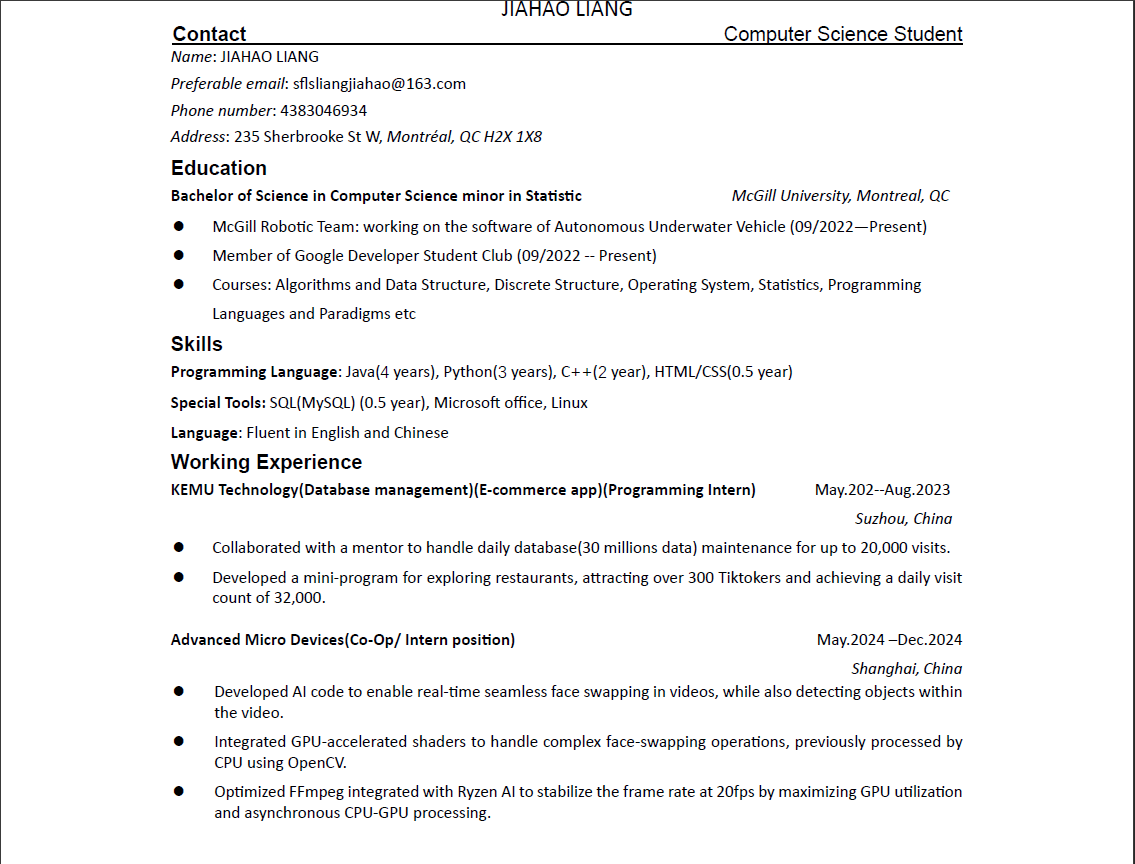 JIAHAO LIANG
Contact Computer Science Student
Name: JIAHAO LIANG
Preferable email: sflsliangjiahao@163.com
Phone number: 4383046934
Address: 235 Sherbrooke St W, Montréal, QC H2X 1X8
Education
Bachelor of Science in Computer Science minor in Statistic McGill University, Montreal, QC
● McGill Robotic Team: working on the software of Autonomous Underwater Vehicle (09/2022—Present)
● Member of Google Developer Student Club (09/2022 -- Present)
● Courses: Algorithms and Data Structure, Discrete Structure, Operating System, Statistics, Programming
Languages and Paradigms etc
Skills
Programming Language: Java(4 years), Python(3 years), C++(2 year), HTML/CSS(0.5 year)
Special Tools: SQL(MySQL) (0.5 year), Microsoft office, Linux
Language: Fluent in English and Chinese
Working Experience
KEMU Technology(Database management)(E-commerce app)(Programming Intern) May.202--Aug.2023
Suzhou, China
● Collaborated with a mentor to handle daily database(30 millions data) maintenance for up to 20,000 visits.
● Developed a mini-program for exploring restaurants, attracting over 300 Tiktokers and achieving a daily visit
count of 32,000.
Advanced Micro Devices(Co-Op/ Intern position) May.2024 –Dec.2024
Shanghai, China
● Developed AI code to enable real-time seamless face swapping in videos, while also detecting objects within
the video.
● Integrated GPU-accelerated shaders to handle complex face-swapping operations, previously processed by
CPU using OpenCV.
● Optimized FFmpeg integrated with Ryzen AI to stabilize the frame rate at 20fps by maximizing GPU utilization
and asynchronous CPU-GPU processing.